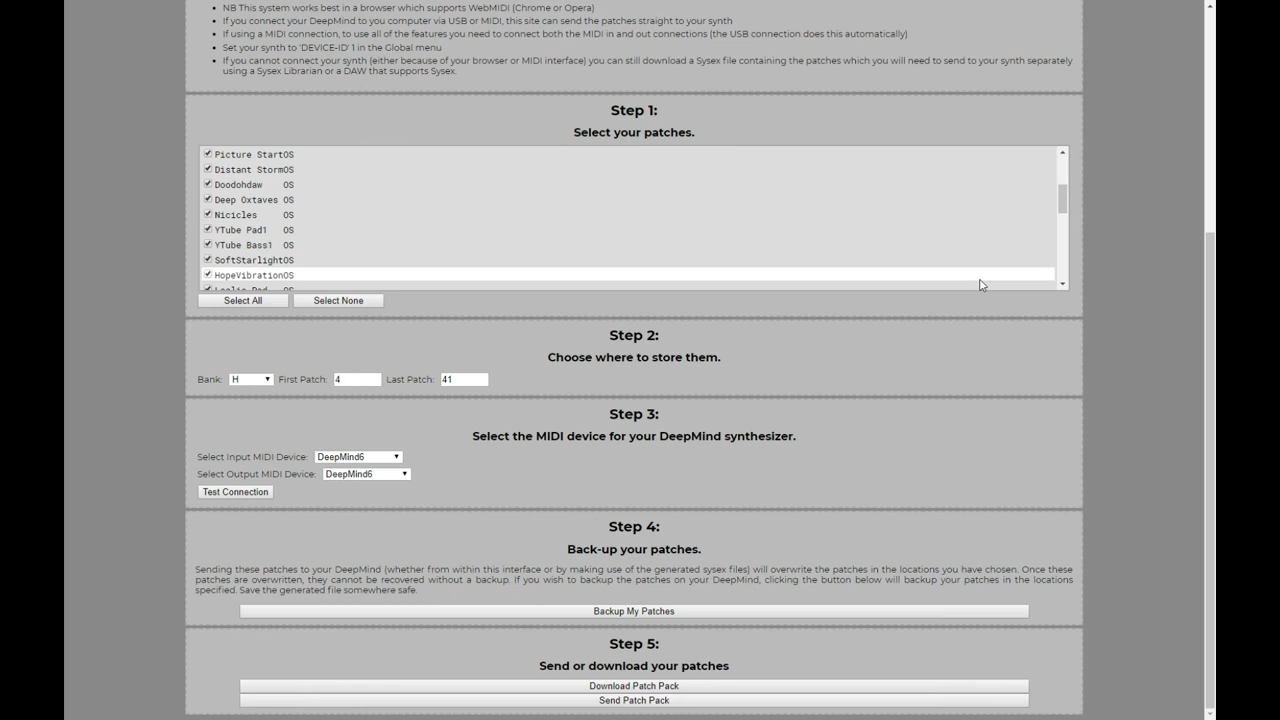 NB This system works best in a browser which supports WebMIDI (Chrome or Opera)
If you connect your DeepMind to you computer via USB or MIDI, this site can send the patches straight to your synth
If using a MIDI connection, to use all of the features you need to connect both the MIDI in and out connections (the USB connection does this automatically)
Set your synth to 'DEVICE-ID' 1 in the Global menu
If you cannot connect your synth (either because of your browser or MIDI interface) you can still download a Sysex file containing the patches which you will need to send to your synth separately
using a Sysex Librarian or a DAW that supports Sysex.
Step 1:
Select your patches.
Picture StartOS
Distant StormOS
Doodohdaw OS
Deep Oxtaves OS
Nicicles OS
YTube Pad1 OS
YTube Bass1 OS
SoftStarlightOS
HopeVibrationOS
Select All Select None
Step 2:
Choose where to store them.
Bank: H First Patch: 4 Last Patch: 41
Step 3:
Select the MIDI device for your DeepMind synthesizer.
Select Input MIDI Device: DeepMind6
Select Output MIDI Device: DeepMind6
Test Connection
Step 4:
Back-up your patches.
Sending these patches to your DeepMind (whether from within this interface or by making use of the generated sysex files) will overwrite the patches in the locations you have chosen. Once these
patches are overwritten, they cannot be recovered without a backup. If you wish to backup the patches on your DeepMind, clicking the button below will backup your patches in the locations
specified. Save the generated file somewhere safe.
Backup My Patches
Step 5:
Send or download your patches
Download Patch Pack
Send Patch Pack